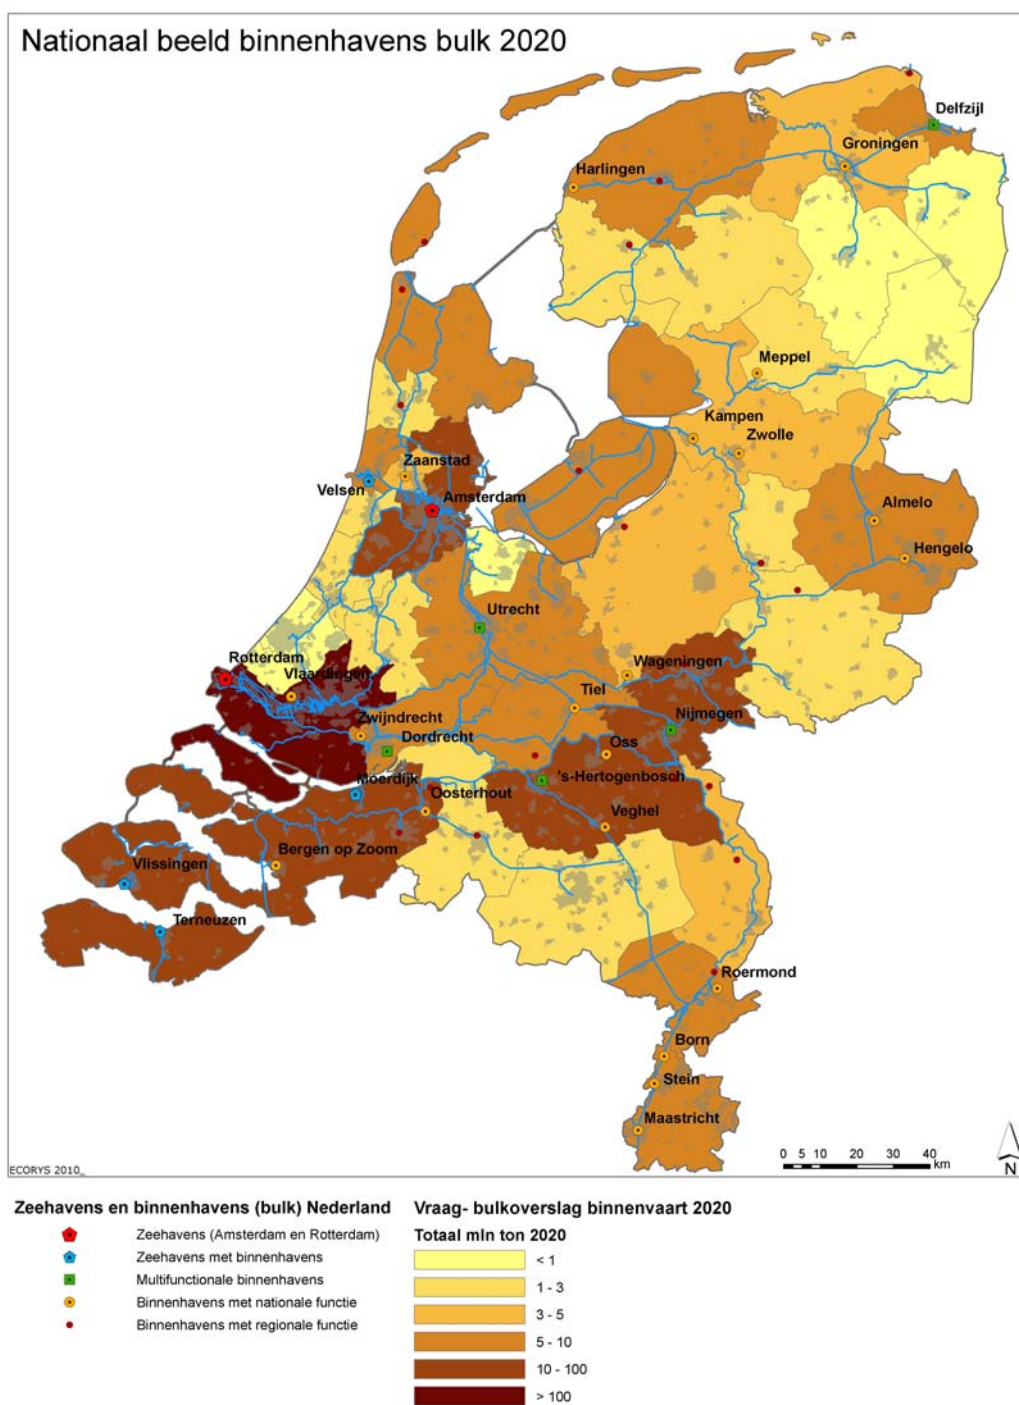 Nationaal beeld binnenhavens bulk 2020
Delfzijl
Groningen
Harlingen
Meppel
Kampen
Zwolle
Zaanstad
Velsen
Amsterdam
Almelo
Hengelo
Utrecht
Rotterdam
Vlaardingen
Wageningen
Tiel
Zwijndrecht
Nijmegen
Dordrecht
Oss
Moerdijk
's-Hertogenbosch
Oosterhout
Veghel
Bergen op Zoom
Vlissingen
Terneuzen
Roermond
Born
Stein
Maastricht
0 5 10 20 30 40
km
N
ECORYS 2010_
Zeehavens en binnenhavens (bulk) Nederland
Zeehavens (Amsterdam en Rotterdam)
Zeehavens met binnenhavens
Multifunctionale binnenhavens
Binnenhavens met nationale functie
Binnenhavens met regionale functie
Vraag- bulkoverslag binnenvaart 2020
Totaal mln ton 2020
< 1
1 - 3
3 - 5
5 - 10
10 - 100
> 100